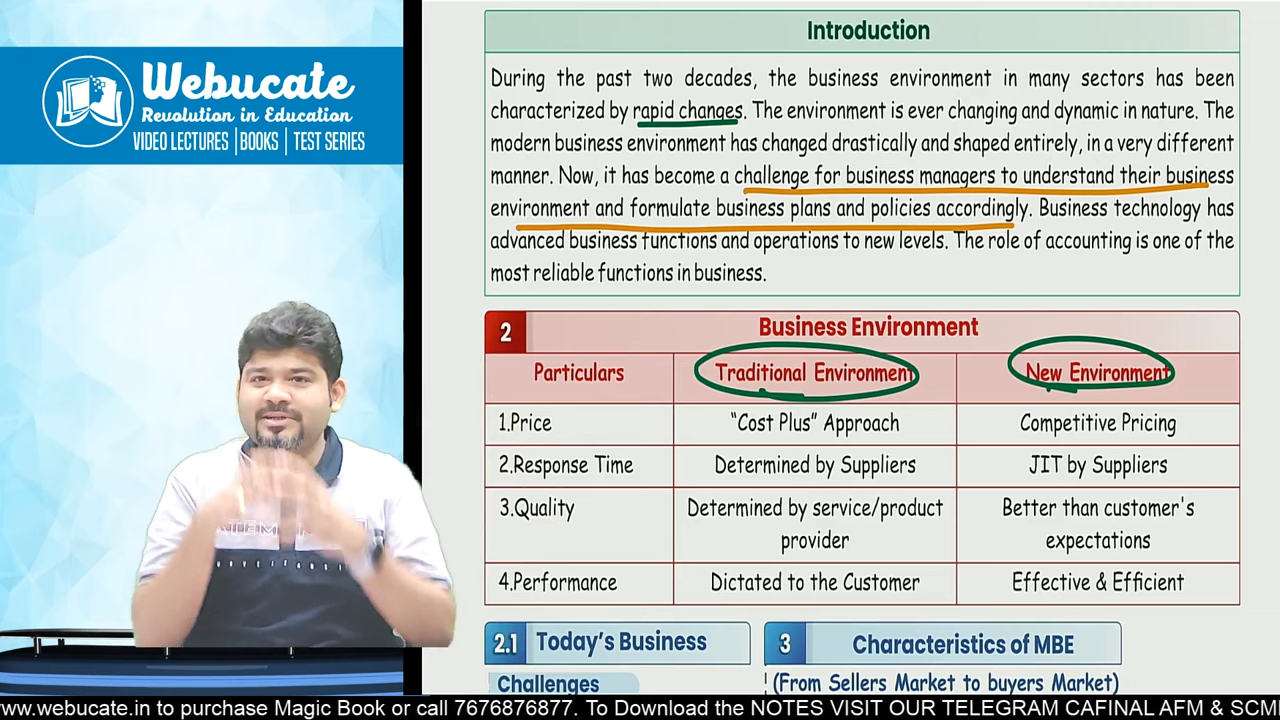 Webucate
Revolution in Education
VIDEO LECTURES | BOOKS | TEST SERIES
Introduction
During the past two decades, the business environment in many sectors has been
characterized by rapid changes. The environment is ever changing and dynamic in nature. The
modern business environment has changed drastically and shaped entirely, in a very different
manner. Now, it has become a challenge for business managers to understand their business
environment and formulate business plans and policies accordingly. Business technology has
advanced business functions and operations to new levels. The role of accounting is one of the
most reliable functions in business.
2 Business Environment
Particulars Traditional Environment New Environment
1.Price "Cost Plus" Approach Competitive Pricing
2.Response Time Determined by Suppliers JIT by Suppliers
3.Quality Determined by service/product provider Better than customer's expectations
4.Performance Dictated to the Customer Effective & Efficient
2.1 Today's Business
Challenges
3 Characteristics of MBE
(From Sellers Market to buyers Market)
www.webucate.in to purchase Magic Book or call 7676876877. To Download the NOTES VISIT OUR TELEGRAM CAFINAL AFM & SCM